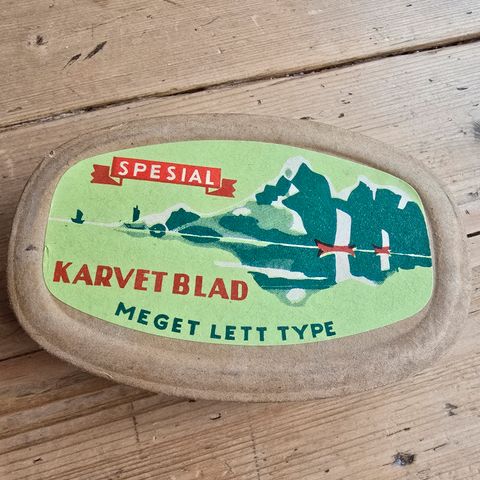 SPESIAL
KARVET BLAD
MEGET LETT TYPE